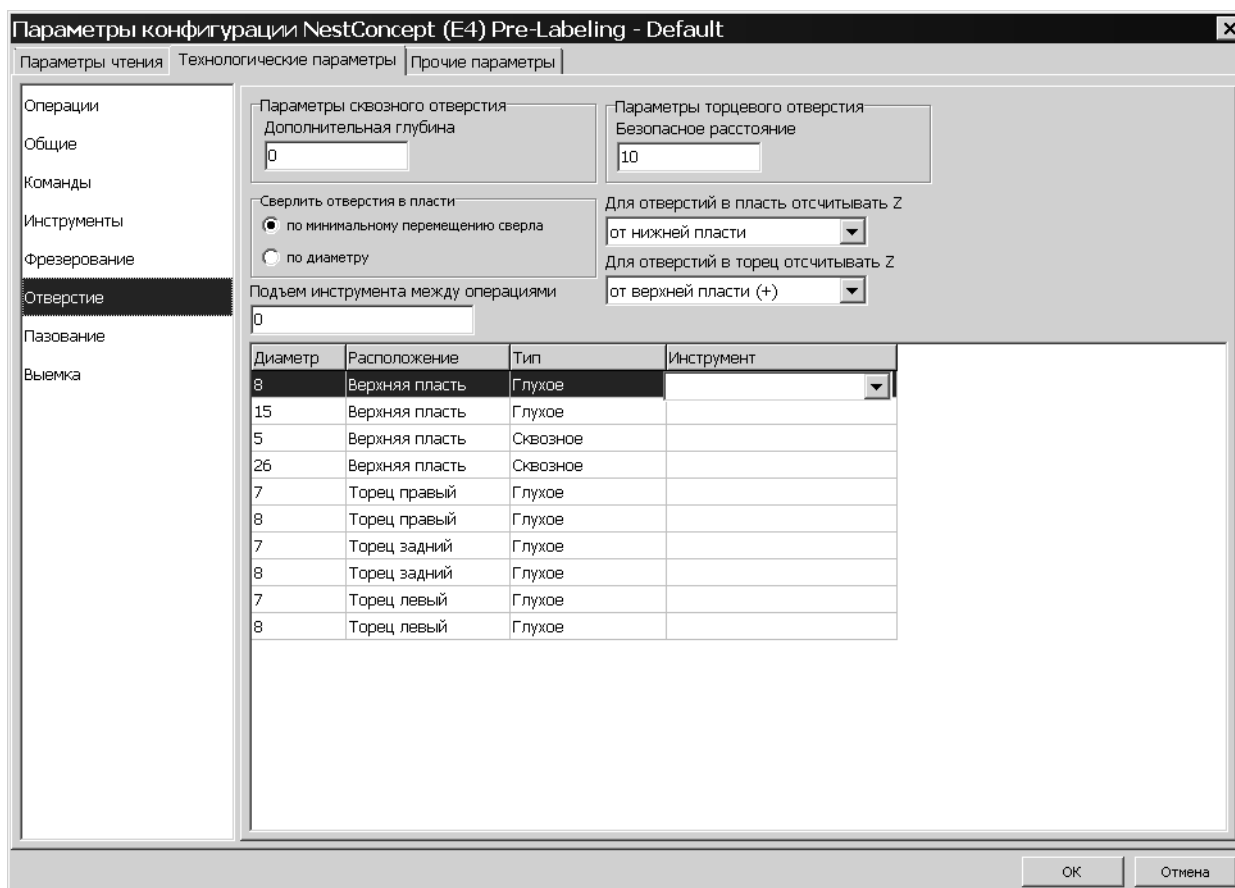 Параметры конфигурации NestConcept (E4) Pre-Labeling - Default
Параметры чтения Технологические параметры Прочие параметры
Операции
Общие
Команды
Инструменты
Фрезерование
Отверстие
Пазование
Выемка
Параметры сквозного отверстия
Дополнительная глубина
0
Параметры торцевого отверстия
Безопасное расстояние
10
Сверлить отверстия в пласти
по минимальному перемещению сверла
по диаметру
Для отверстий в пласть отсчитывать Z
от нижней пласти
Для отверстий в торец отсчитывать Z
от верхней пласти (+)
Подъем инструмента между операциями
0
Диаметр Расположение Тип Инструмент
8 Верхняя пласть Глухое
15 Верхняя пласть Глухое
5 Верхняя пласть Сквозное
26 Верхняя пласть Сквозное
7 Торец правый Глухое
8 Торец правый Глухое
7 Торец задний Глухое
8 Торец задний Глухое
7 Торец левый Глухое
8 Торец левый Глухое
OK Отмена